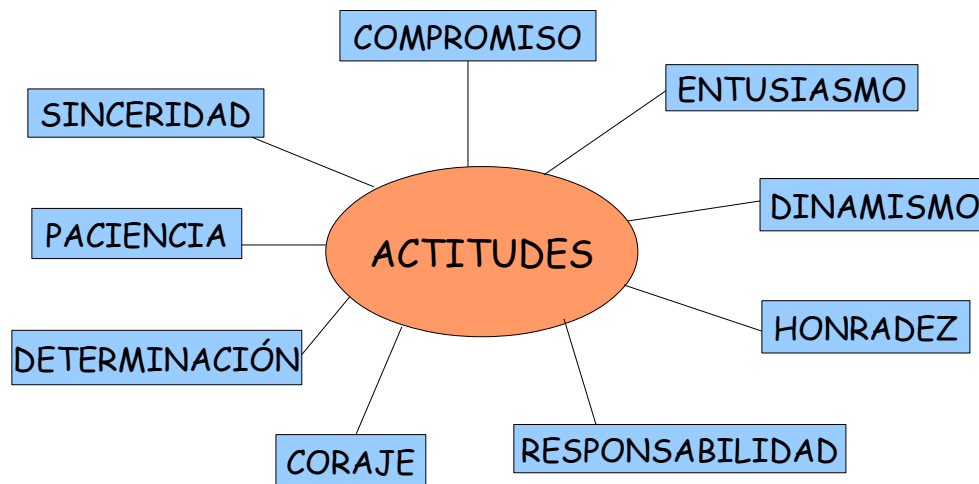 COMPROMISO
ENTUSIASMO
SINCERIDAD
DINAMISMO
PACIENCIA
ACTITUDES
HONRADEZ
DETERMINACIÓN
RESPONSABILIDAD
CORAJE